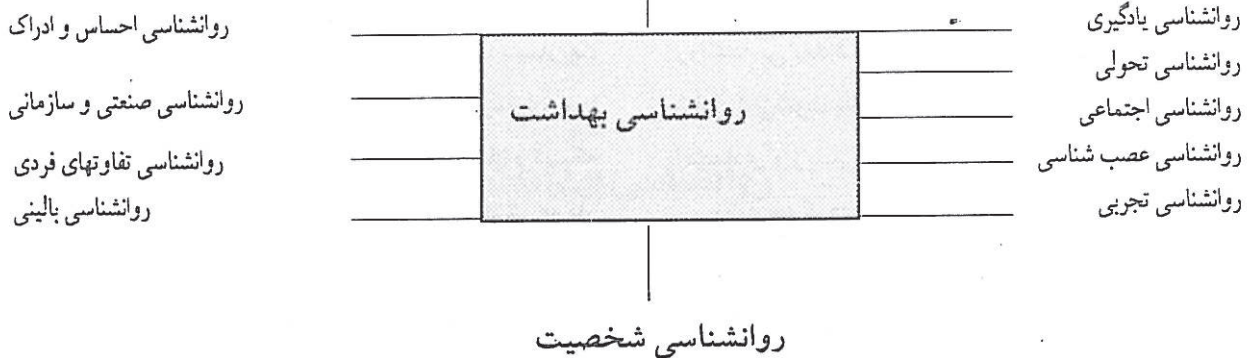 روانشناسی یادگیری
روانشناسی تحولی
روانشناسی اجتماعی
روانشناسی عصب شناسی
روانشناسی تجربی
روانشناسی بهداشت
روانشناسی احساس و ادراک
روانشناسی صنعتی و سازمانی
روانشناسی تفاوتهای فردی
روانشناسی بالینی
روانشناسی شخصیت